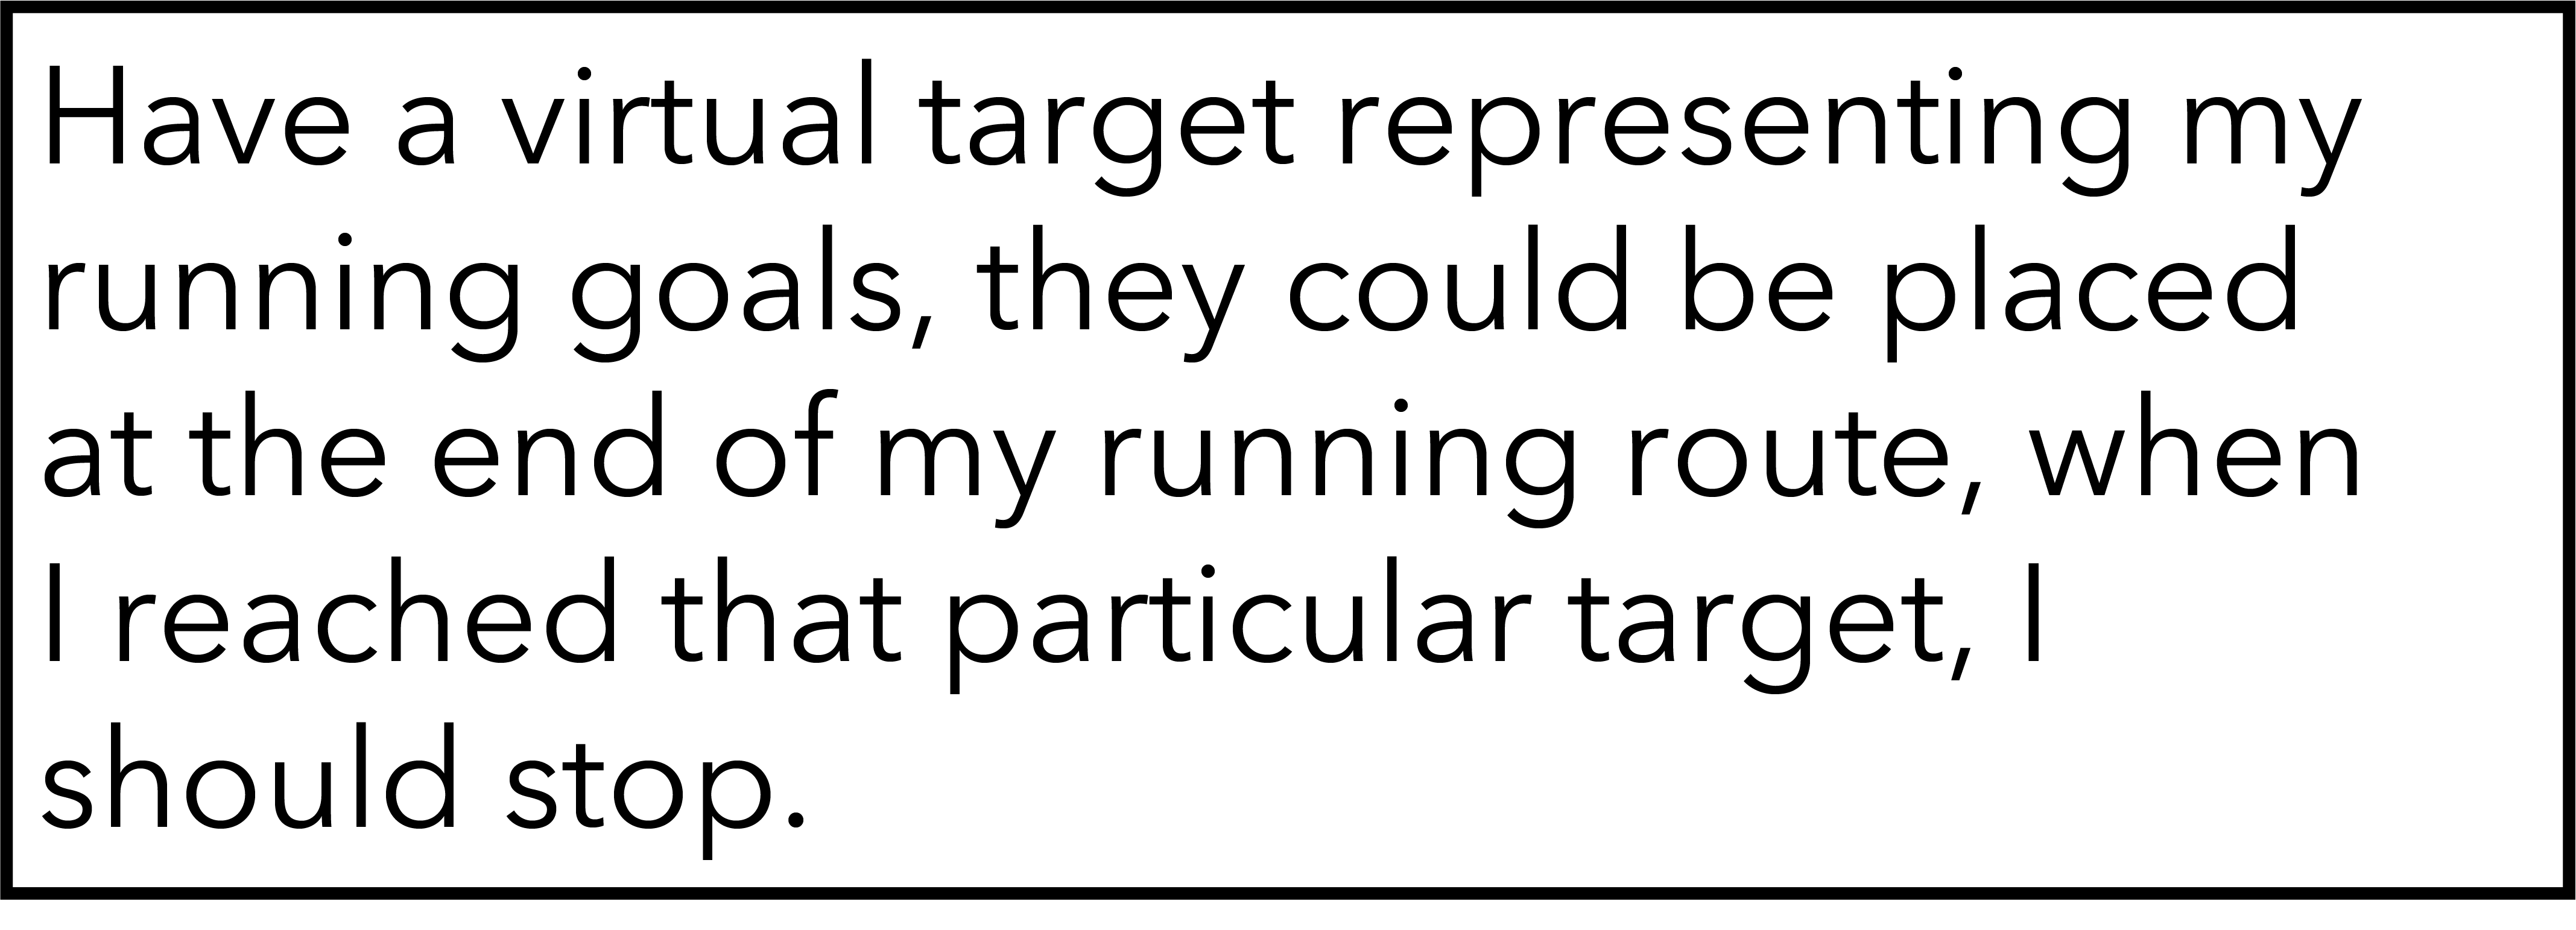 Have a virtual target representing my
running goals, they could be placed
at the end of my running route, when
I reached that particular target, I
should stop.